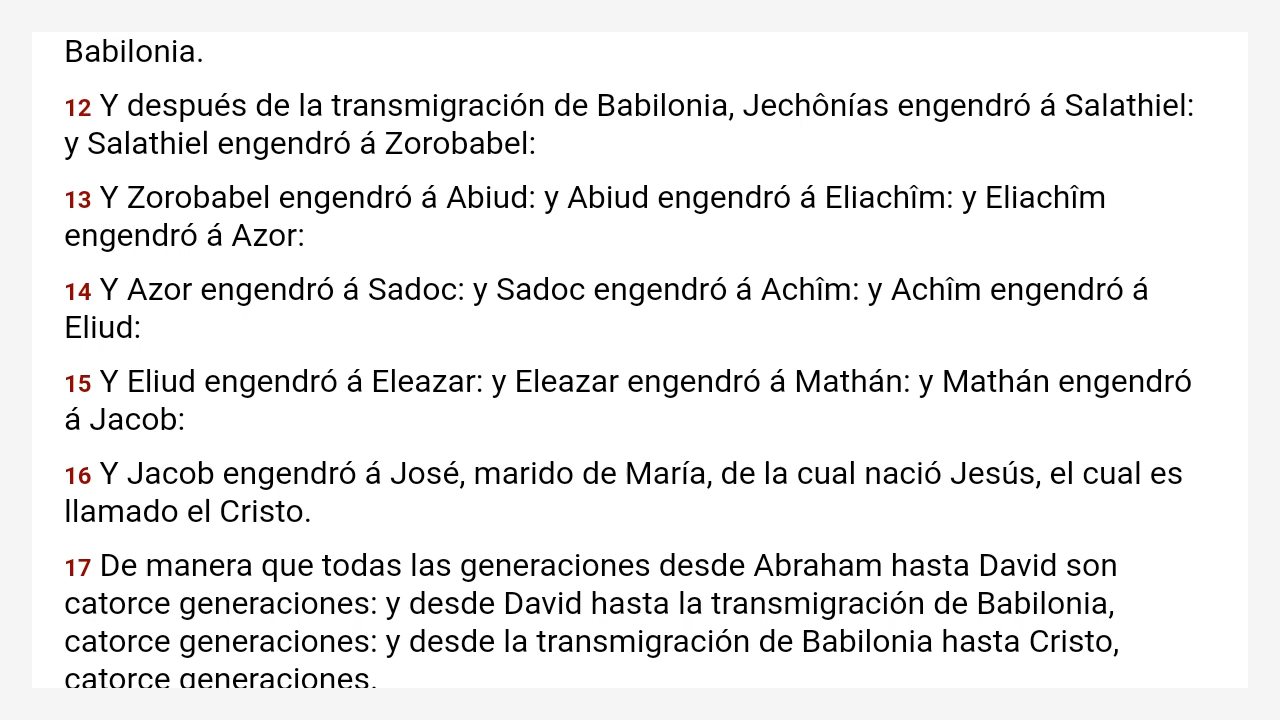 Babilonia.
12 Y después de la transmigración de Babilonia, Jechônías engendró á Salathiel:
y Salathiel engendró á Zorobabel:
13 Y Zorobabel engendró á Abiud: y Abiud engendró á Eliachîm: y Eliachîm
engendró á Azor:
14 Y Azor engendró á Sadoc: y Sadoc engendró á Achîm: y Achîm engendró á
Eliud:
15 Y Eliud engendró á Eleazar: y Eleazar engendró á Mathán: y Mathán engendró
á Jacob:
16 Y Jacob engendró á José, marido de María, de la cual nació Jesús, el cual es
llamado el Cristo.
17 De manera que todas las generaciones desde Abraham hasta David son
catorce generaciones: y desde David hasta la transmigración de Babilonia,
catorce generaciones: y desde la transmigración de Babilonia hasta Cristo,
catorce generaciones.